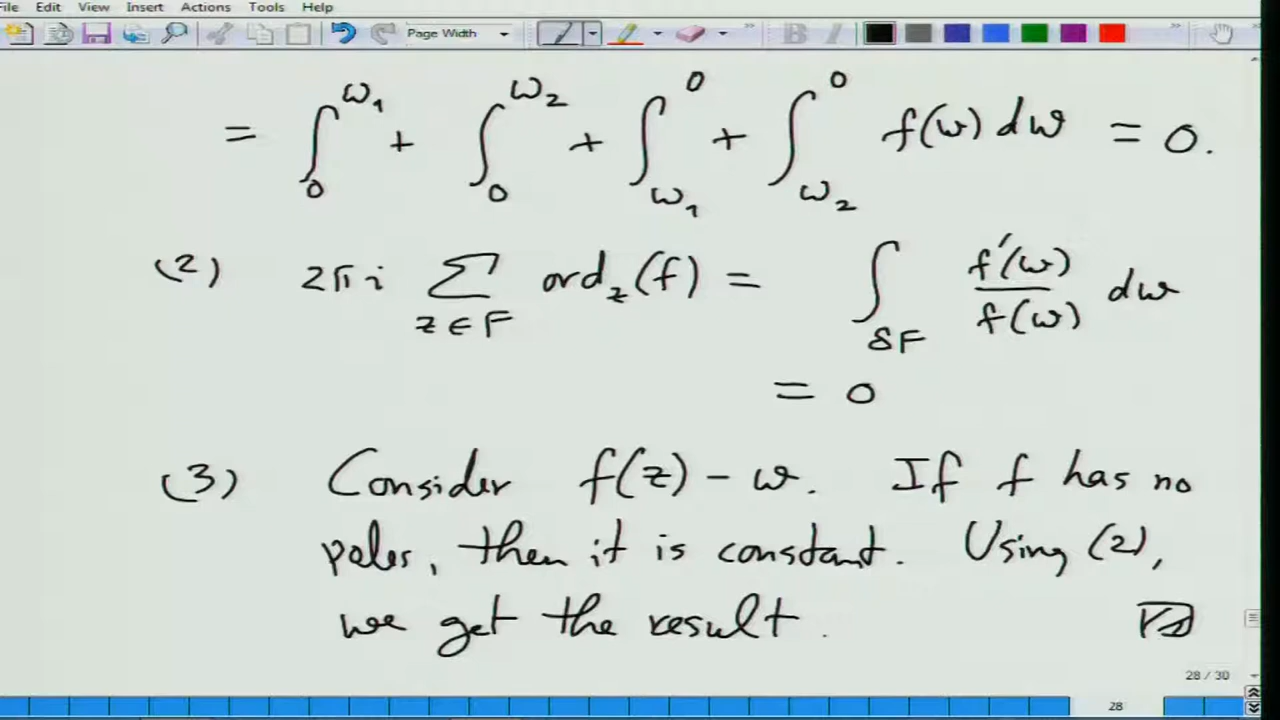 File Edit View Insert Actions Tools Help
Page Width
= ∫_0^{ω_1} + ∫_0^{ω_2} + ∫_{ω_1}^0 + ∫_{ω_2}^0 f(w) dw = 0.
(2) 2πi Σ_{z∈F} ord_z(f) = ∫_{δF} f'(w)/f(w) dw
= 0
(3) Consider f(z) - w. If f has no
poles, then it is constant. Using (2),
we get the result.
28 / 30
28